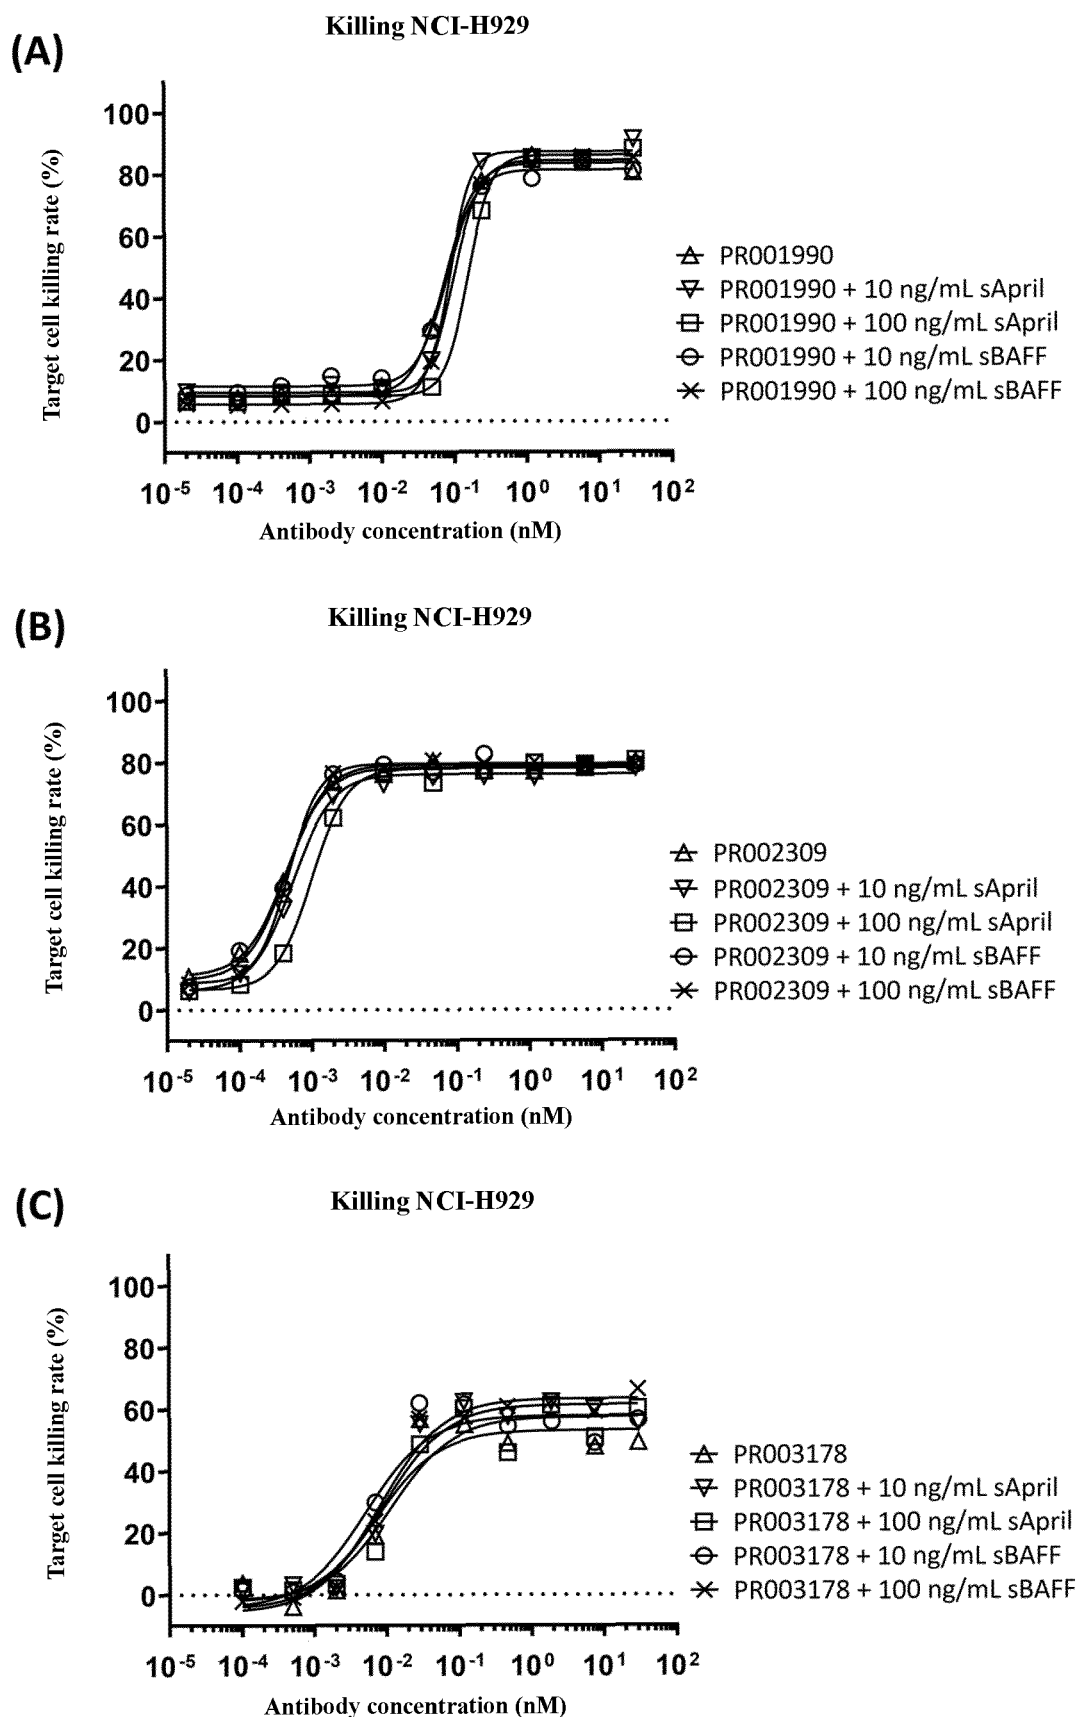 Killing NCI-H929
(A)
Target cell killing rate (%)
100
80
60
40
20
0
10-5 10-4 10-3 10-2 10-1 100 101 102
Antibody concentration (nM)
PR001990
PR001990 + 10 ng/mL sApril
PR001990 + 100 ng/mL sApril
PR001990 + 10 ng/mL sBAFF
PR001990 + 100 ng/mL sBAFF
Killing NCI-H929
(B)
Target cell killing rate (%)
100
80
60
40
20
0
10-5 10-4 10-3 10-2 10-1 100 101 102
Antibody concentration (nM)
PR002309
PR002309 + 10 ng/mL sApril
PR002309 + 100 ng/mL sApril
PR002309 + 10 ng/mL sBAFF
PR002309 + 100 ng/mL sBAFF
Killing NCI-H929
(C)
Target cell killing rate (%)
100
80
60
40
20
0
10-5 10-4 10-3 10-2 10-1 100 101 102
Antibody concentration (nM)
PR003178
PR003178 + 10 ng/mL sApril
PR003178 + 100 ng/mL sApril
PR003178 + 10 ng/mL sBAFF
PR003178 + 100 ng/mL sBAFF